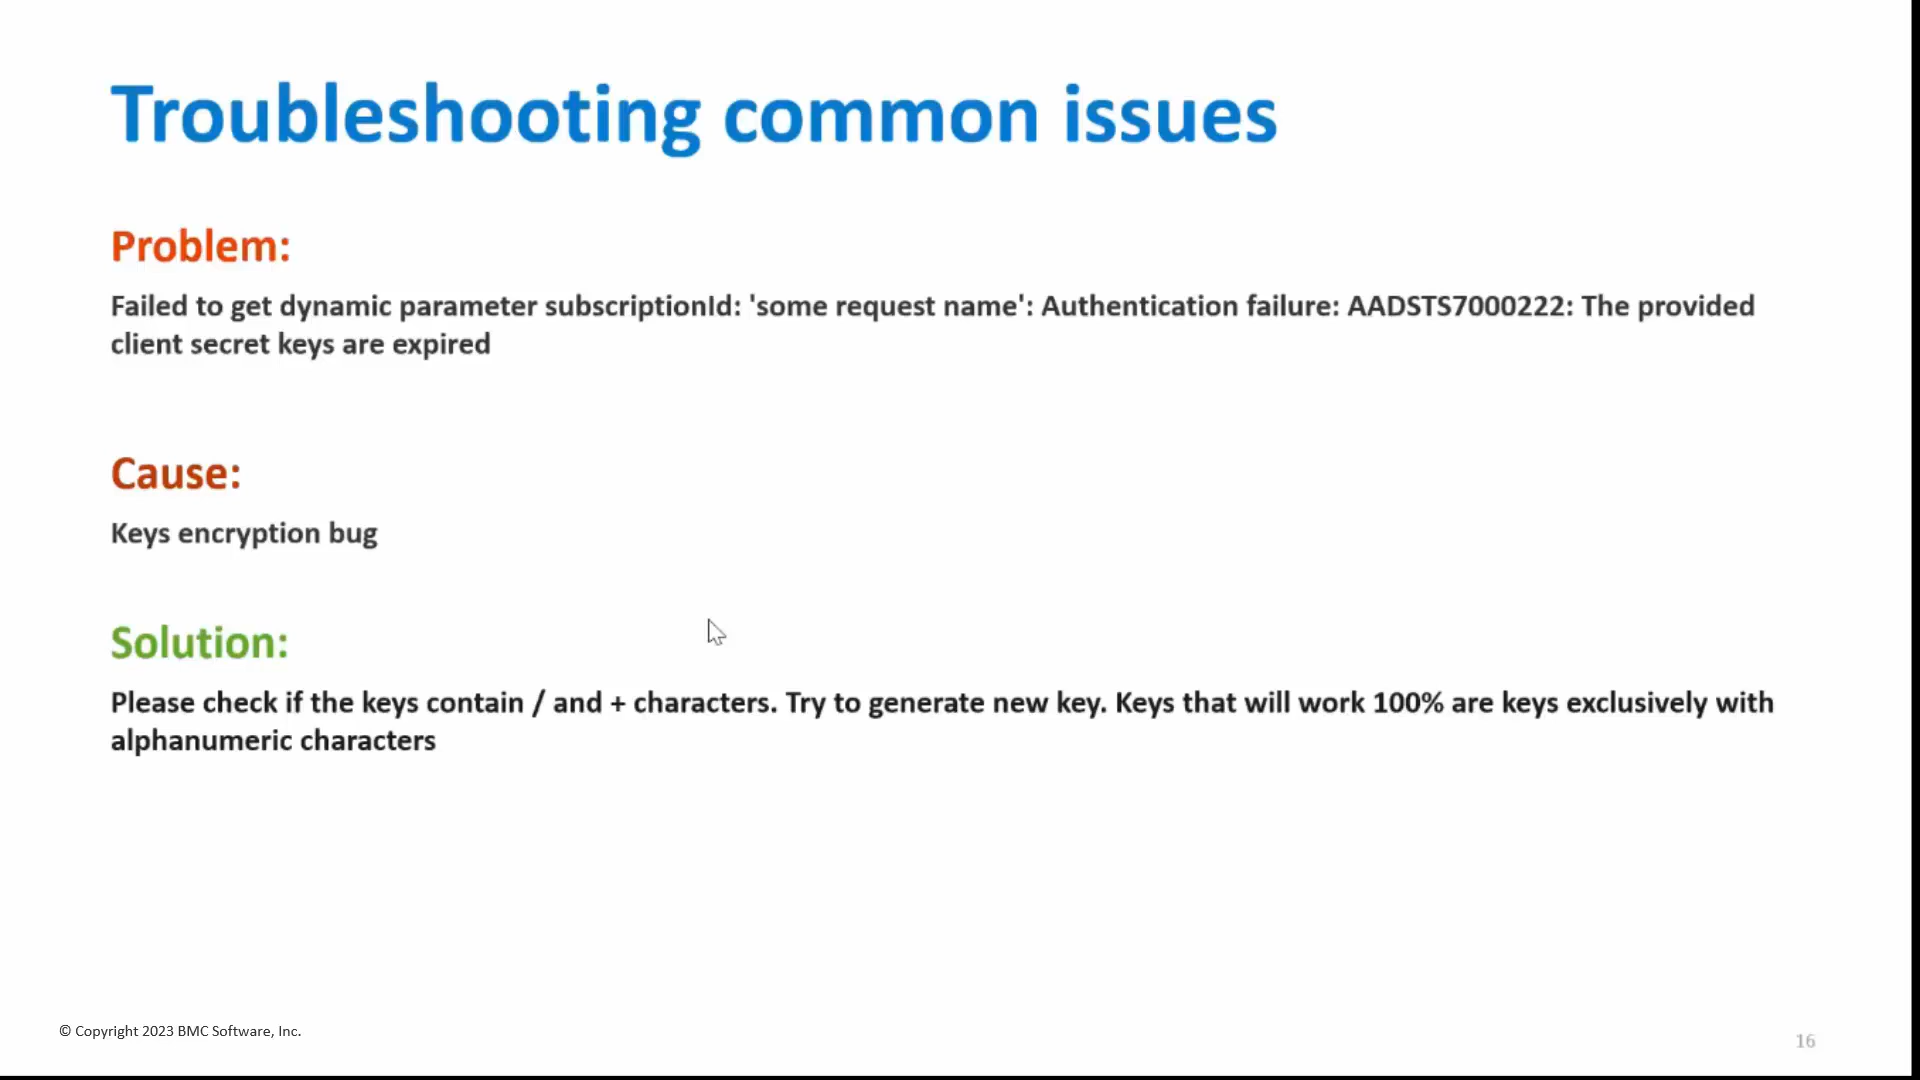 Troubleshooting common issues
Problem:
Failed to get dynamic parameter subscriptionId: 'some request name': Authentication failure: AADSTS7000222: The provided
client secret keys are expired
Cause:
Keys encryption bug
Solution:
Please check if the keys contain / and + characters. Try to generate new key. Keys that will work 100% are keys exclusively with
alphanumeric characters
© Copyright 2023 BMC Software, Inc.
16